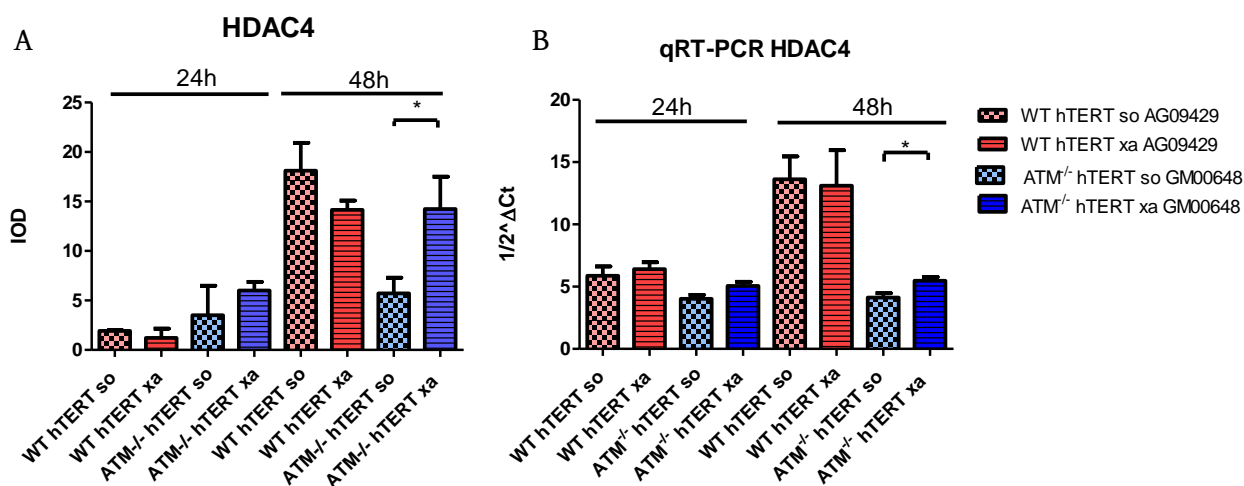 A
HDAC4
24h
48h
*
25
20
15
10
5
0
IOD
WT hTERT so
WT hTERT xa
ATM-/- hTERT so
ATM-/- hTERT xa
WT hTERT so
WT hTERT xa
ATM-/- hTERT so
ATM-/- hTERT xa
B
qRT-PCR HDAC4
24h
48h
*
20
15
10
5
0
1/2^ΔCt
WT hTERT so
WT hTERT xa
ATM⁻/⁻ hTERT so
ATM⁻/⁻ hTERT xa
WT hTERT so
WT hTERT xa
ATM⁻/⁻ hTERT so
ATM⁻/⁻ hTERT xa
WT hTERT so AG09429
WT hTERT xa AG09429
ATM⁻/⁻ hTERT so GM00648
ATM⁻/⁻ hTERT xa GM00648